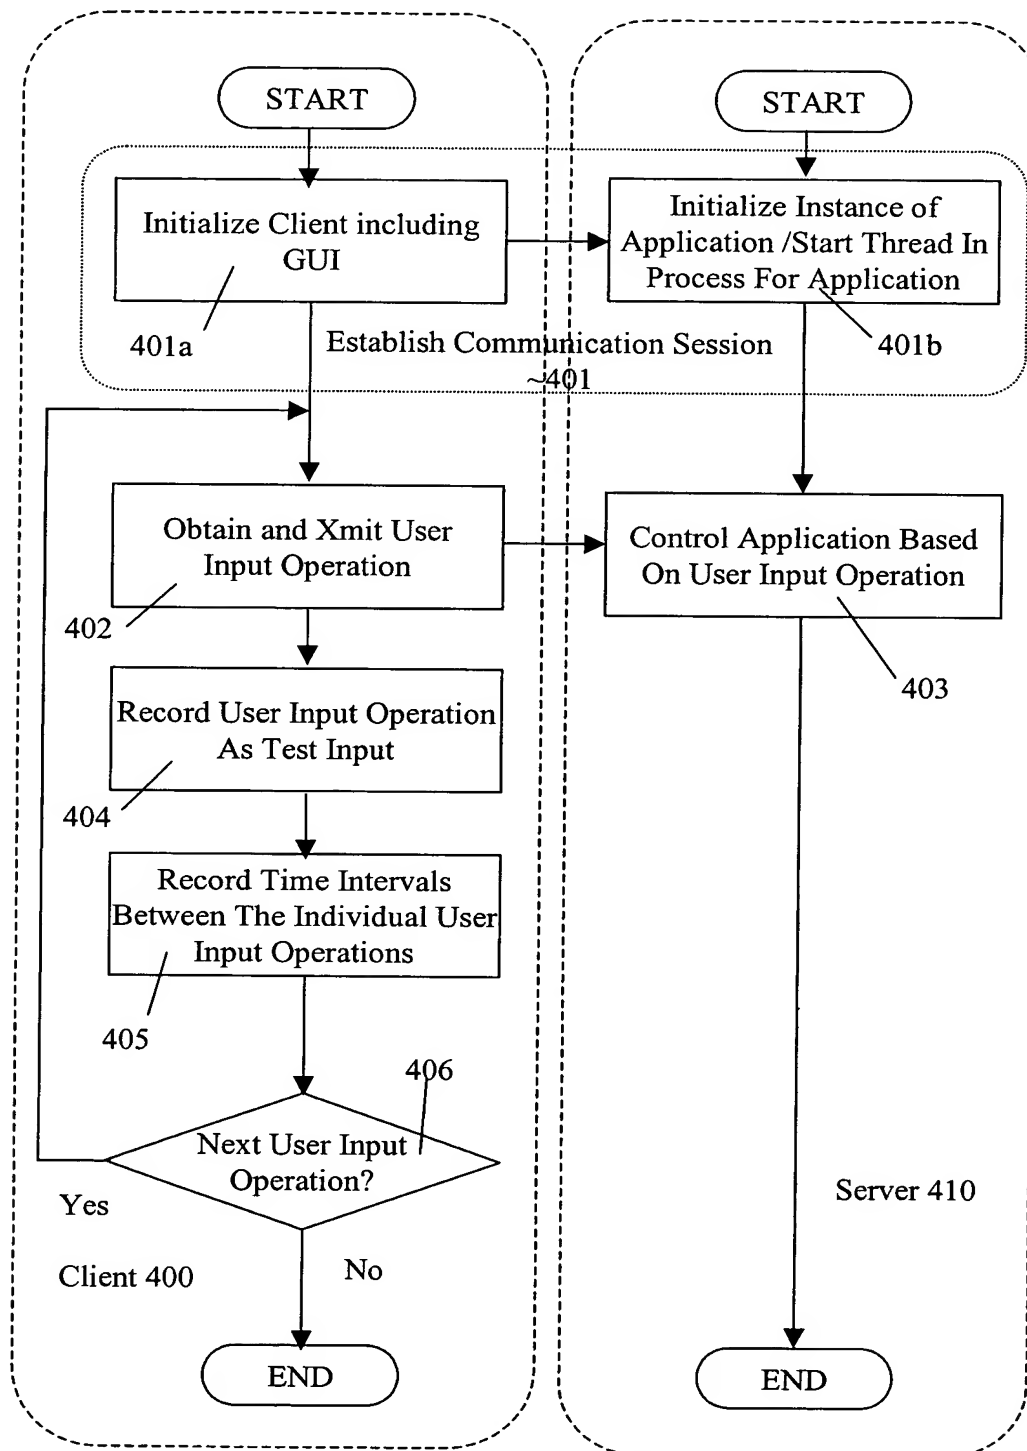 START
START
Initialize Client including
GUI
Initialize Instance of
Application /Start Thread In
Process For Application
401a
Establish Communication Session
~401
401b
Obtain and Xmit User
Input Operation
Control Application Based
On User Input Operation
402
403
Record User Input Operation
As Test Input
404
Record Time Intervals
Between The Individual User
Input Operations
405
406
Next User Input
Operation?
Yes
No
Client 400
Server 410
END
END